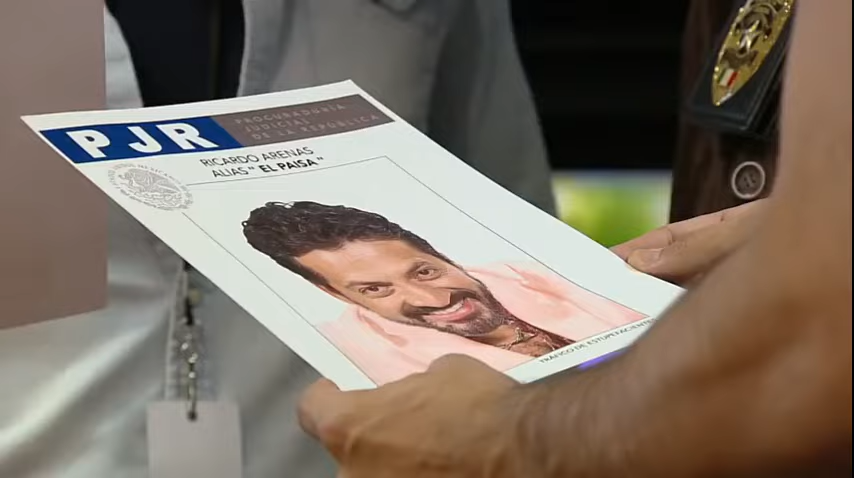 PJR
PROCURADURÍA
JUDICIAL
DE LA REPÚBLICA
RICARDO ARENAS
ALIAS " EL PAISA "
TRÁFICO DE ESTUPEFACIENTES